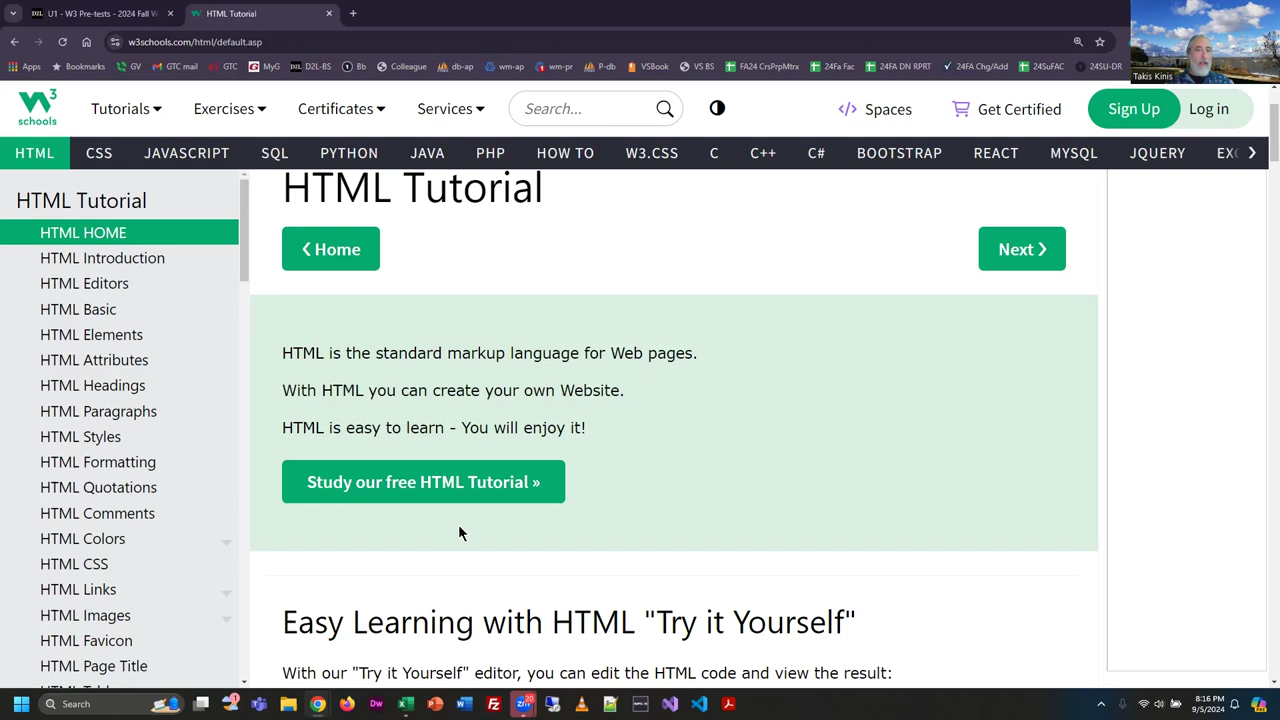 U1 - W3 Pre-tests - 2024 Fall W
HTML Tutorial
w3schools.com/html/default.asp
Apps
Bookmarks
GV
GTC mail
GTC
MyG
D2L-BS
Bb
Colleague
wm-ap
wm-pr
P-db
VSBook
VS BS
FA24 CrsPrpMtrx
24Fa Fac
24FA DN RPRT
24FA Chg/Add
24SuFAC
24SU-DR
Takis Kinis
W3 schools
Tutorials
Exercises
Certificates
Services
Search...
Spaces
Get Certified
Sign Up
Log in
HTML
CSS
JAVASCRIPT
SQL
PYTHON
JAVA
PHP
HOW TO
W3.CSS
C
C++
C#
BOOTSTRAP
REACT
MYSQL
JQUERY
HTML Tutorial
HTML HOME
HTML Introduction
HTML Editors
HTML Basic
HTML Elements
HTML Attributes
HTML Headings
HTML Paragraphs
HTML Styles
HTML Formatting
HTML Quotations
HTML Comments
HTML Colors
HTML CSS
HTML Links
HTML Images
HTML Favicon
HTML Page Title
HTML Tutorial
❮ Home
Next ❯
HTML is the standard markup language for Web pages.
With HTML you can create your own Website.
HTML is easy to learn - You will enjoy it!
Study our free HTML Tutorial »
Easy Learning with HTML "Try it Yourself"
With our "Try it Yourself" editor, you can edit the HTML code and view the result:
Search
8:16 PM
9/5/2024